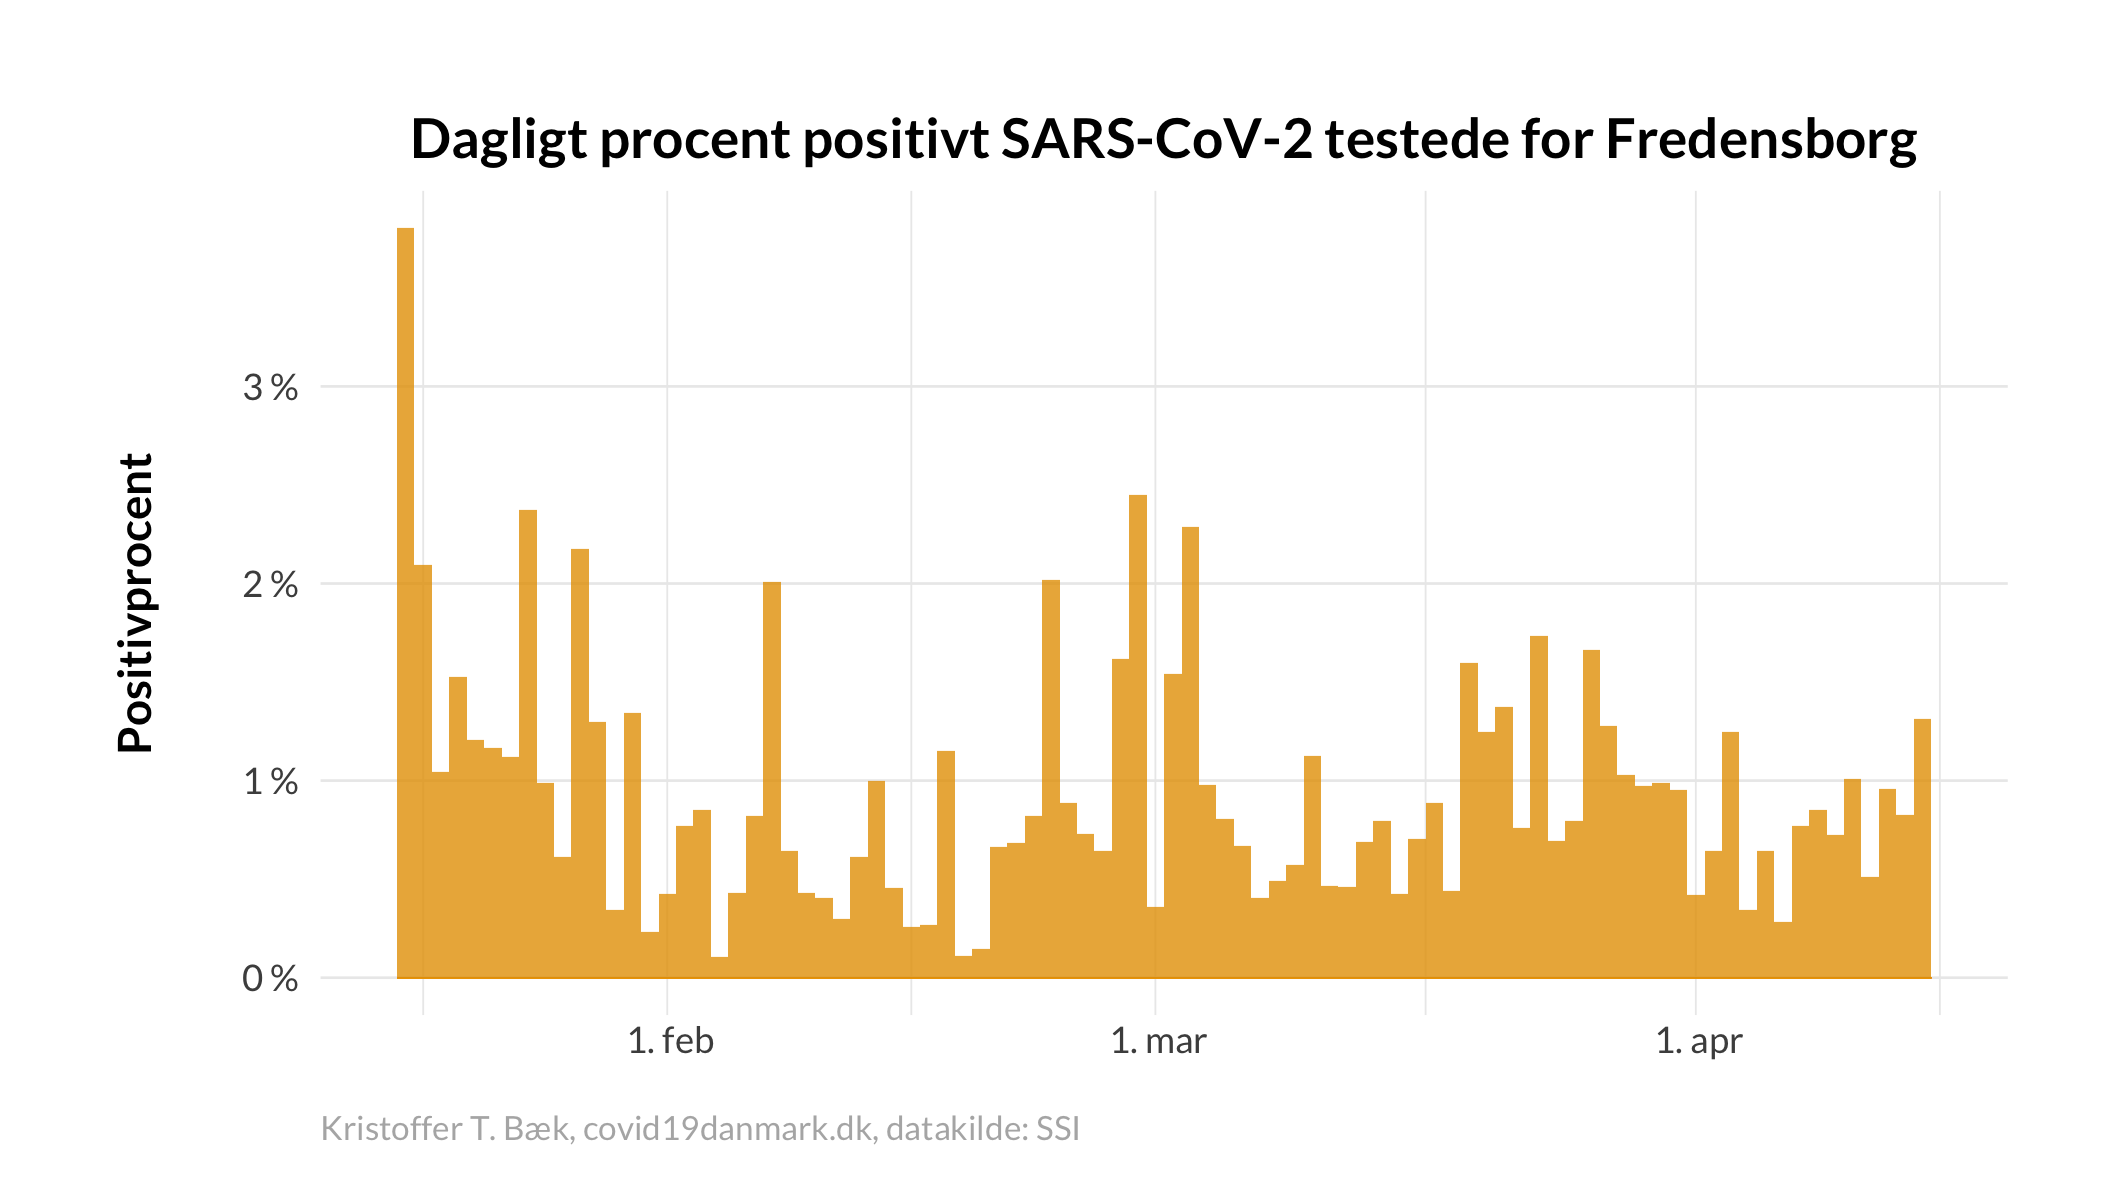 Dagligt procent positivt SARS-CoV-2 testede for Fredensborg
Positivprocent
3 %
2 %
1 %
0 %
1. feb
1. mar
1. apr
Kristoffer T. Bæk, covid19danmark.dk, datakilde: SSI